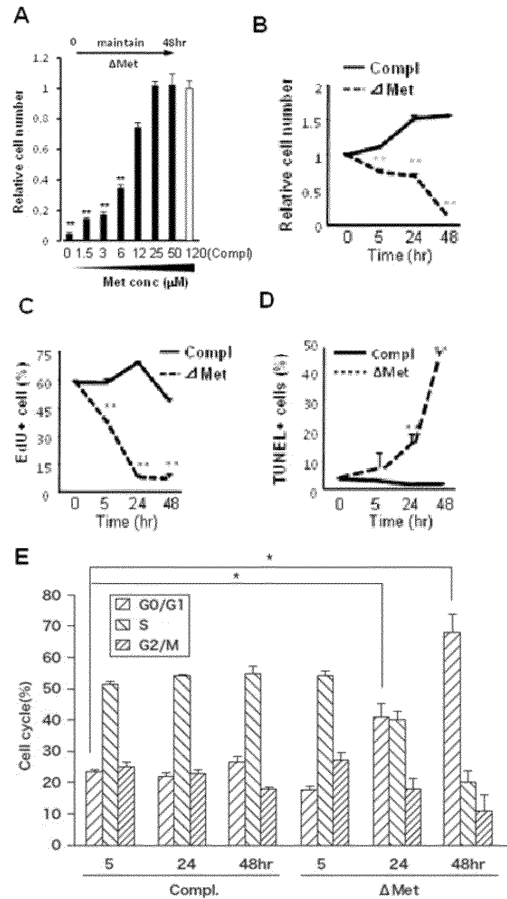 A
0 maintain 48hr
ΔMet
Relative cell number
1.2
1
0.8
0.6
0.4
0.2
0
** ** ** **
0 1.5 3 6 12 25 50 120(Compl)
Met conc (μM)
B
Relative cell number
2
1.5
1
0.5
0
Compl
ΔMet
** ** **
0 5 24 48
Time (hr)
C
EdU+ cell (%)
75
60
45
30
15
0
Compl
ΔMet
** ** **
0 5 24 48
Time (hr)
D
TUNEL+ cells (%)
50
40
30
20
10
0
Compl
ΔMet
** **
0 5 24 48
Time (hr)
E
*
*
Cell cycle(%)
80
70
60
50
40
30
20
10
0
G0/G1
S
G2/M
5 24 48hr 5 24 48hr
Compl. ΔMet